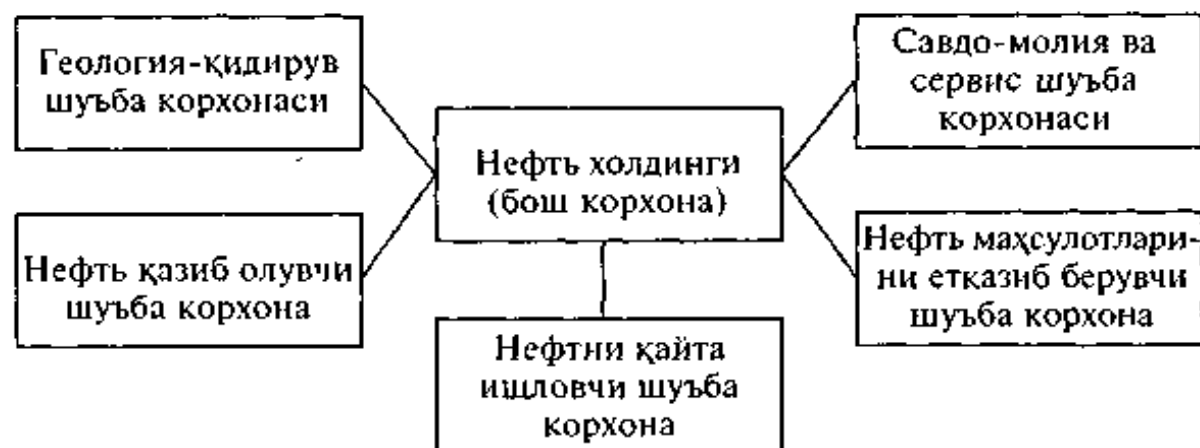 Геология-қидирув
шуъба корхонаси
Савдо-молия ва
сервис шуъба
корхонаси
Нефть холдинги
(бош корхона)
Нефть қазиб олувчи
шуъба корхона
Нефть маҳсулотлари-
ни етказиб берувчи
шуъба корхона
Нефтни қайта
ишловчи шуъба
корхона